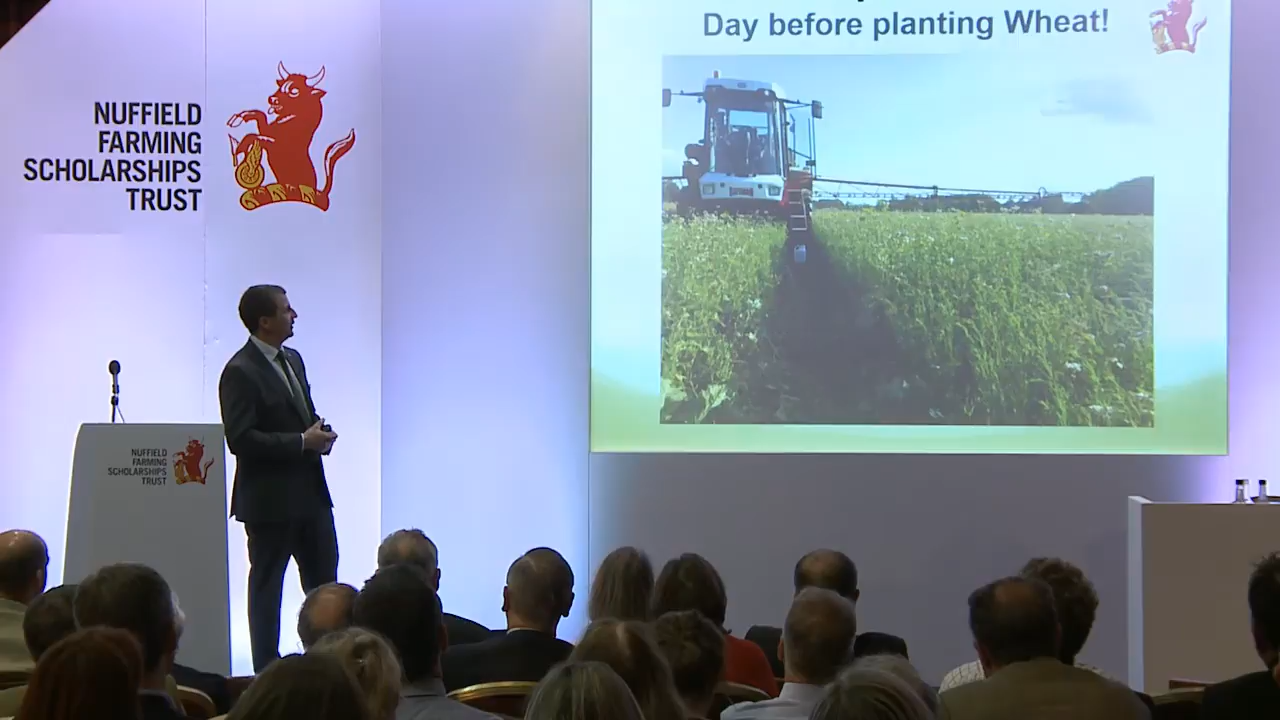 NUFFIELD
FARMING
SCHOLARSHIPS
TRUST
Day before planting Wheat!
NUFFIELD
FARMING
SCHOLARSHIPS
TRUST